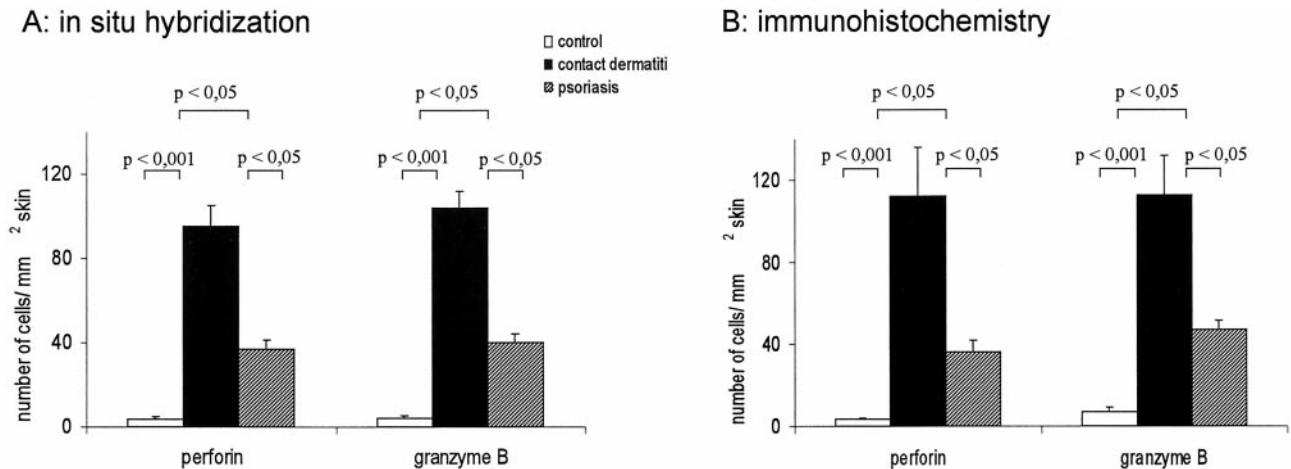 A: in situ hybridization
control
contact dermatiti
psoriasis
p < 0,05
p < 0,05
p < 0,001
p < 0,05
p < 0,001
p < 0,05
number of cells/ mm 2 skin
120
80
40
0
perforin
granzyme B
B: immunohistochemistry
p < 0,05
p < 0,05
p < 0,001
p < 0,05
p < 0,001
p < 0,05
number of cells/ mm 2 skin
120
80
40
0
perforin
granzyme B